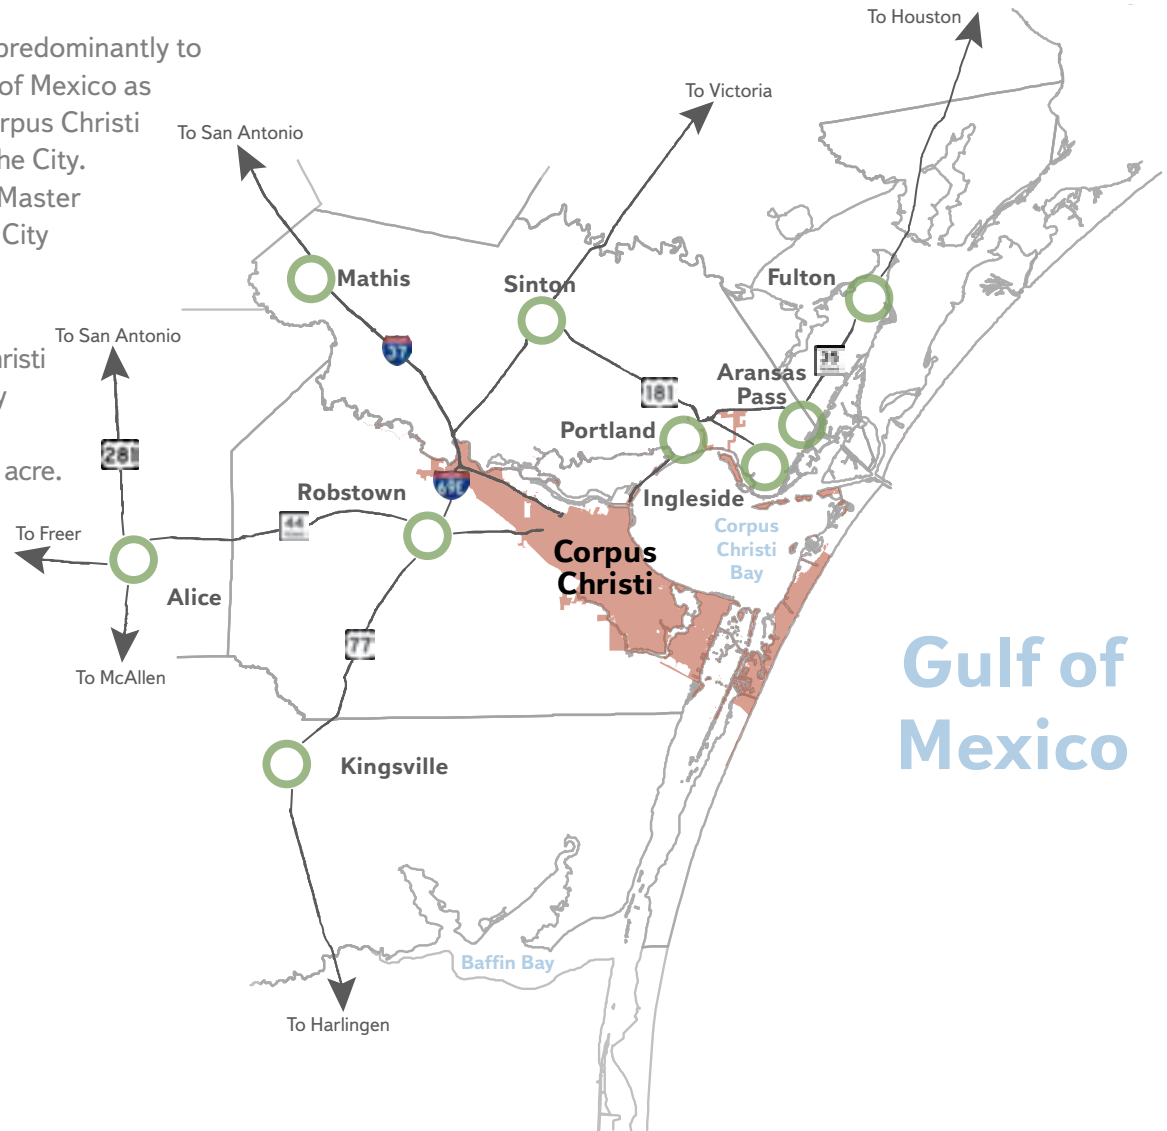 predominantly to
of Mexico as
rpus Christi
he City.
Master
City
risti
y
acre.
To Houston
To Victoria
To San Antonio
Mathis
Sinton
Fulton
To San Antonio
37
35
Aransas
Pass
181
Portland
281
69E
Robstown
Ingleside
44
Corpus
Christi
Bay
To Freer
Corpus
Christi
Alice
77
To McAllen
Gulf of
Mexico
Kingsville
Baffin Bay
To Harlingen